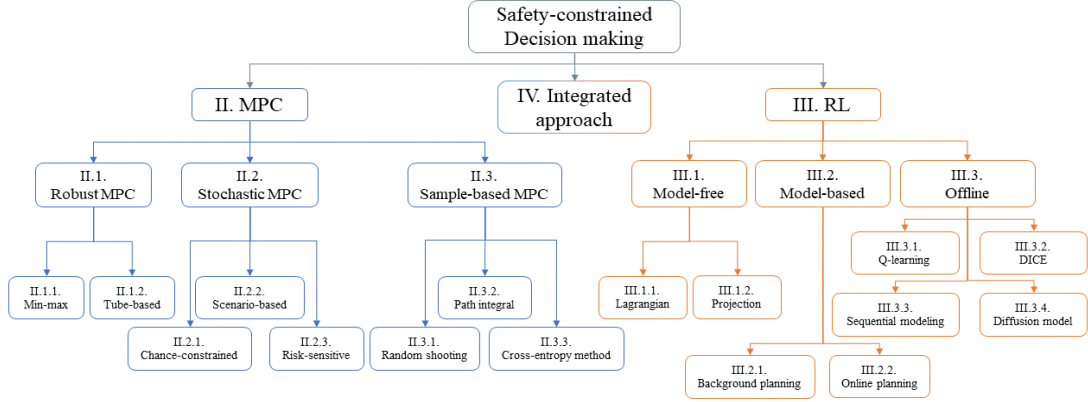 Safety-constrained
Decision making
II. MPC
IV. Integrated
approach
III. RL
II.1.
Robust MPC
II.2.
Stochastic MPC
II.3.
Sample-based MPC
III.1.
Model-free
III.2.
Model-based
III.3.
Offline
II.1.1.
Min-max
II.1.2.
Tube-based
II.2.2.
Scenario-based
II.3.2.
Path integral
III.1.1.
Lagrangian
III.1.2.
Projection
III.3.1.
Q-learning
III.3.2.
DICE
III.3.3.
Sequential modeling
III.3.4.
Diffusion model
II.2.1.
Chance-constrained
II.2.3.
Risk-sensitive
II.3.1.
Random shooting
II.3.3.
Cross-entropy method
III.2.1.
Background planning
III.2.2.
Online planning